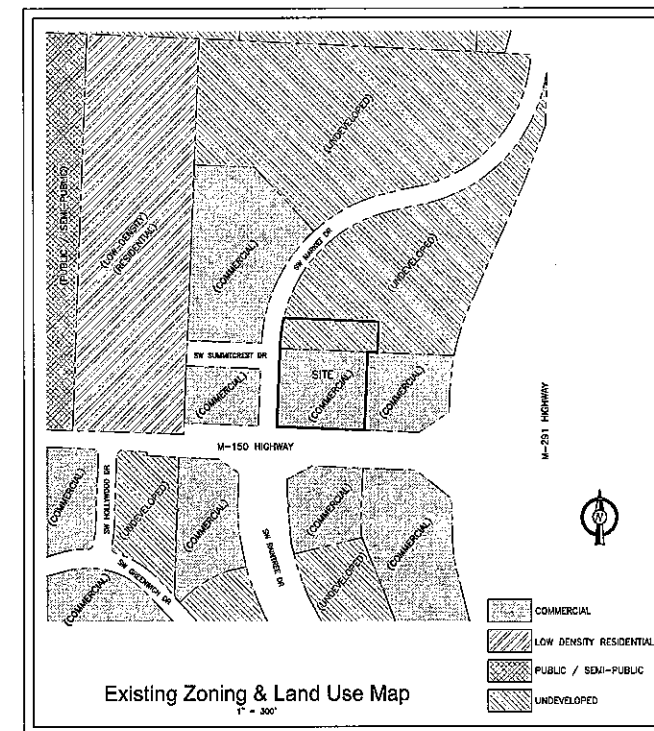 (UNDEVELOPED)
(PUBLIC / SEMI-PUBLIC)
(LOW-DENSITY)
(RESIDENTIAL)
(COMMERCIAL)
SW MARKET DR
(UNDEVELOPED)
SW SUMMITCREST DR
(COMMERCIAL)
SITE
(COMMERCIAL)
(COMMERCIAL)
M-291 HIGHWAY
M-150 HIGHWAY
(COMMERCIAL)
SW HOLLYWOOD DR
(UNDEVELOPED)
(COMMERCIAL)
SW RAINTREE DR
(COMMERCIAL)
(COMMERCIAL)
N
SW GREENWICH DR
(COMMERCIAL)
(UNDEVELOPED)
(UNDEVELOPED)
COMMERCIAL
LOW DENSITY RESIDENTIAL
PUBLIC / SEMI-PUBLIC
UNDEVELOPED
Existing Zoning & Land Use Map
1" = 300'